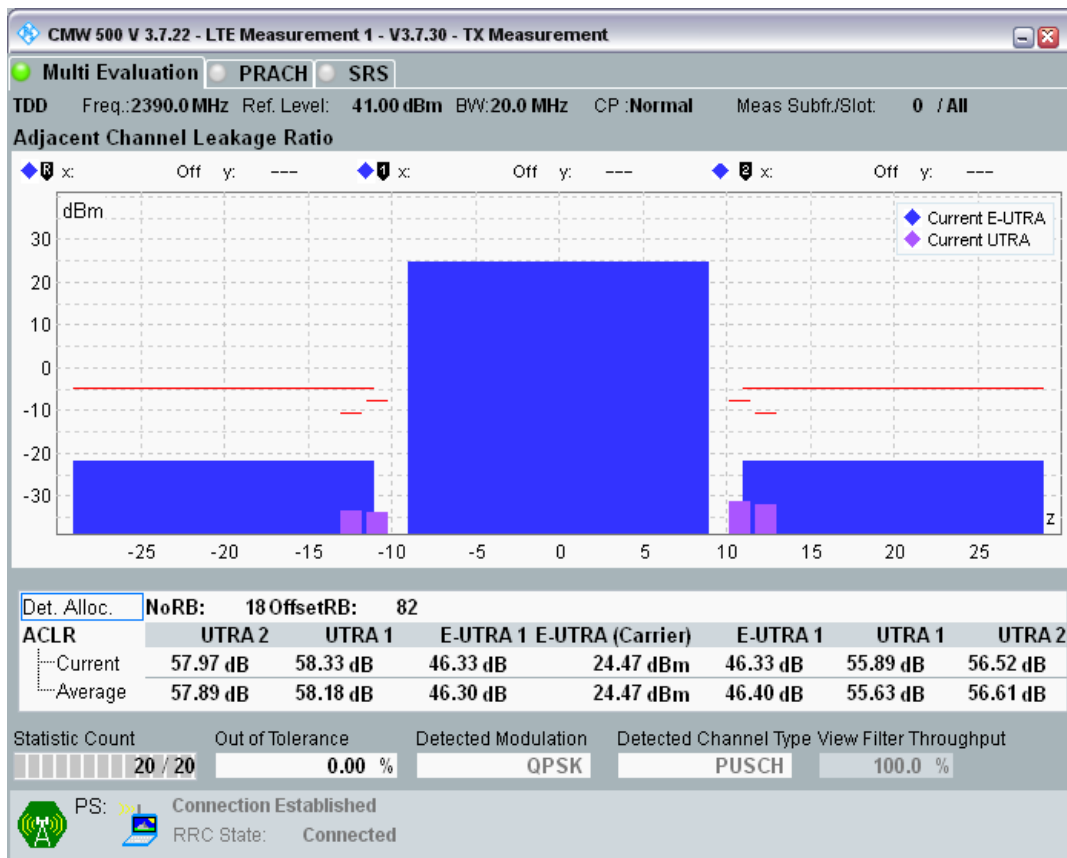 CMW 500 V 3.7.22 - LTE Measurement 1 - V3.7.30 - TX Measurement
Multi Evaluation PRACH SRS
TDD Freq.:2390.0 MHz Ref. Level: 41.00 dBm BW:20.0 MHz CP :Normal Meas Subfr./Slot: 0 / All
Adjacent Channel Leakage Ratio
R x: Off y: --- 1 x: Off y: --- 2 x: Off y: ---
dBm
Current E-UTRA
Current UTRA
30
20
10
0
-10
-20
-30
z
-25 -20 -15 -10 -5 0 5 10 15 20 25
Det. Alloc. NoRB: 18 OffsetRB: 82
ACLR UTRA 2 UTRA 1 E-UTRA 1 E-UTRA (Carrier) E-UTRA 1 UTRA 1 UTRA 2
Current 57.97 dB 58.33 dB 46.33 dB 24.47 dBm 46.33 dB 55.89 dB 56.52 dB
Average 57.89 dB 58.18 dB 46.30 dB 24.47 dBm 46.40 dB 55.63 dB 56.61 dB
Statistic Count Out of Tolerance Detected Modulation Detected Channel Type View Filter Throughput
20 / 20 0.00 % QPSK PUSCH 100.0 %
PS: Connection Established
RRC State: Connected